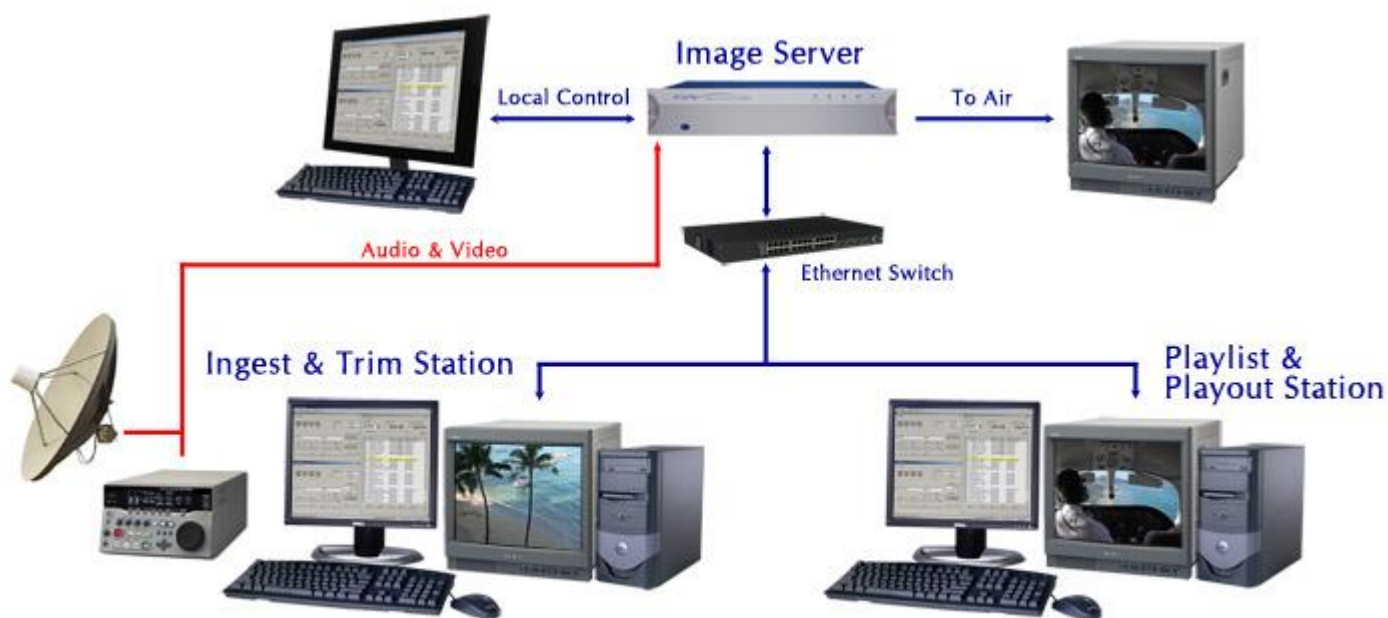 Image Server
Local Control
To Air
Audio & Video
Ethernet Switch
Ingest & Trim Station
Playlist &
Playout Station